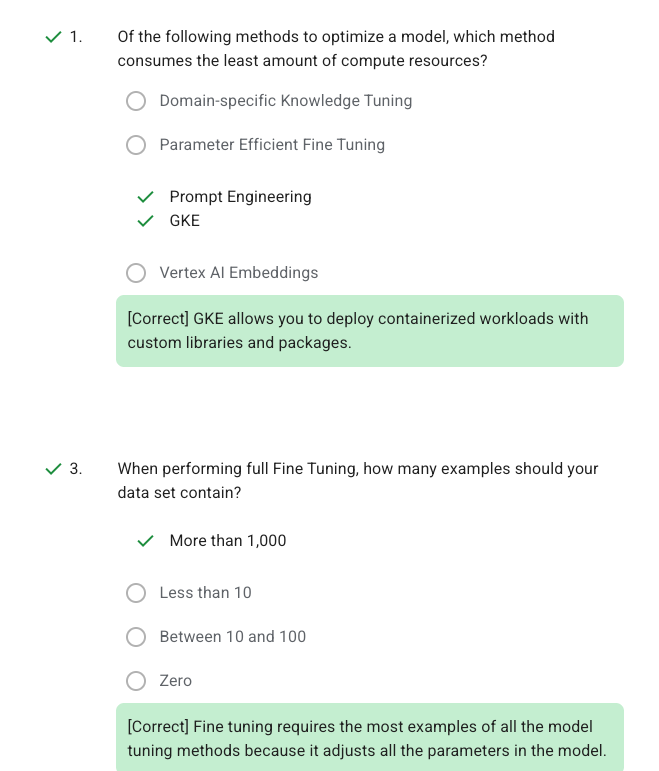 1. Of the following methods to optimize a model, which method
consumes the least amount of compute resources?
Domain-specific Knowledge Tuning
Parameter Efficient Fine Tuning
Prompt Engineering
GKE
Vertex AI Embeddings
[Correct] GKE allows you to deploy containerized workloads with
custom libraries and packages.
3. When performing full Fine Tuning, how many examples should your
data set contain?
More than 1,000
Less than 10
Between 10 and 100
Zero
[Correct] Fine tuning requires the most examples of all the model
tuning methods because it adjusts all the parameters in the model.